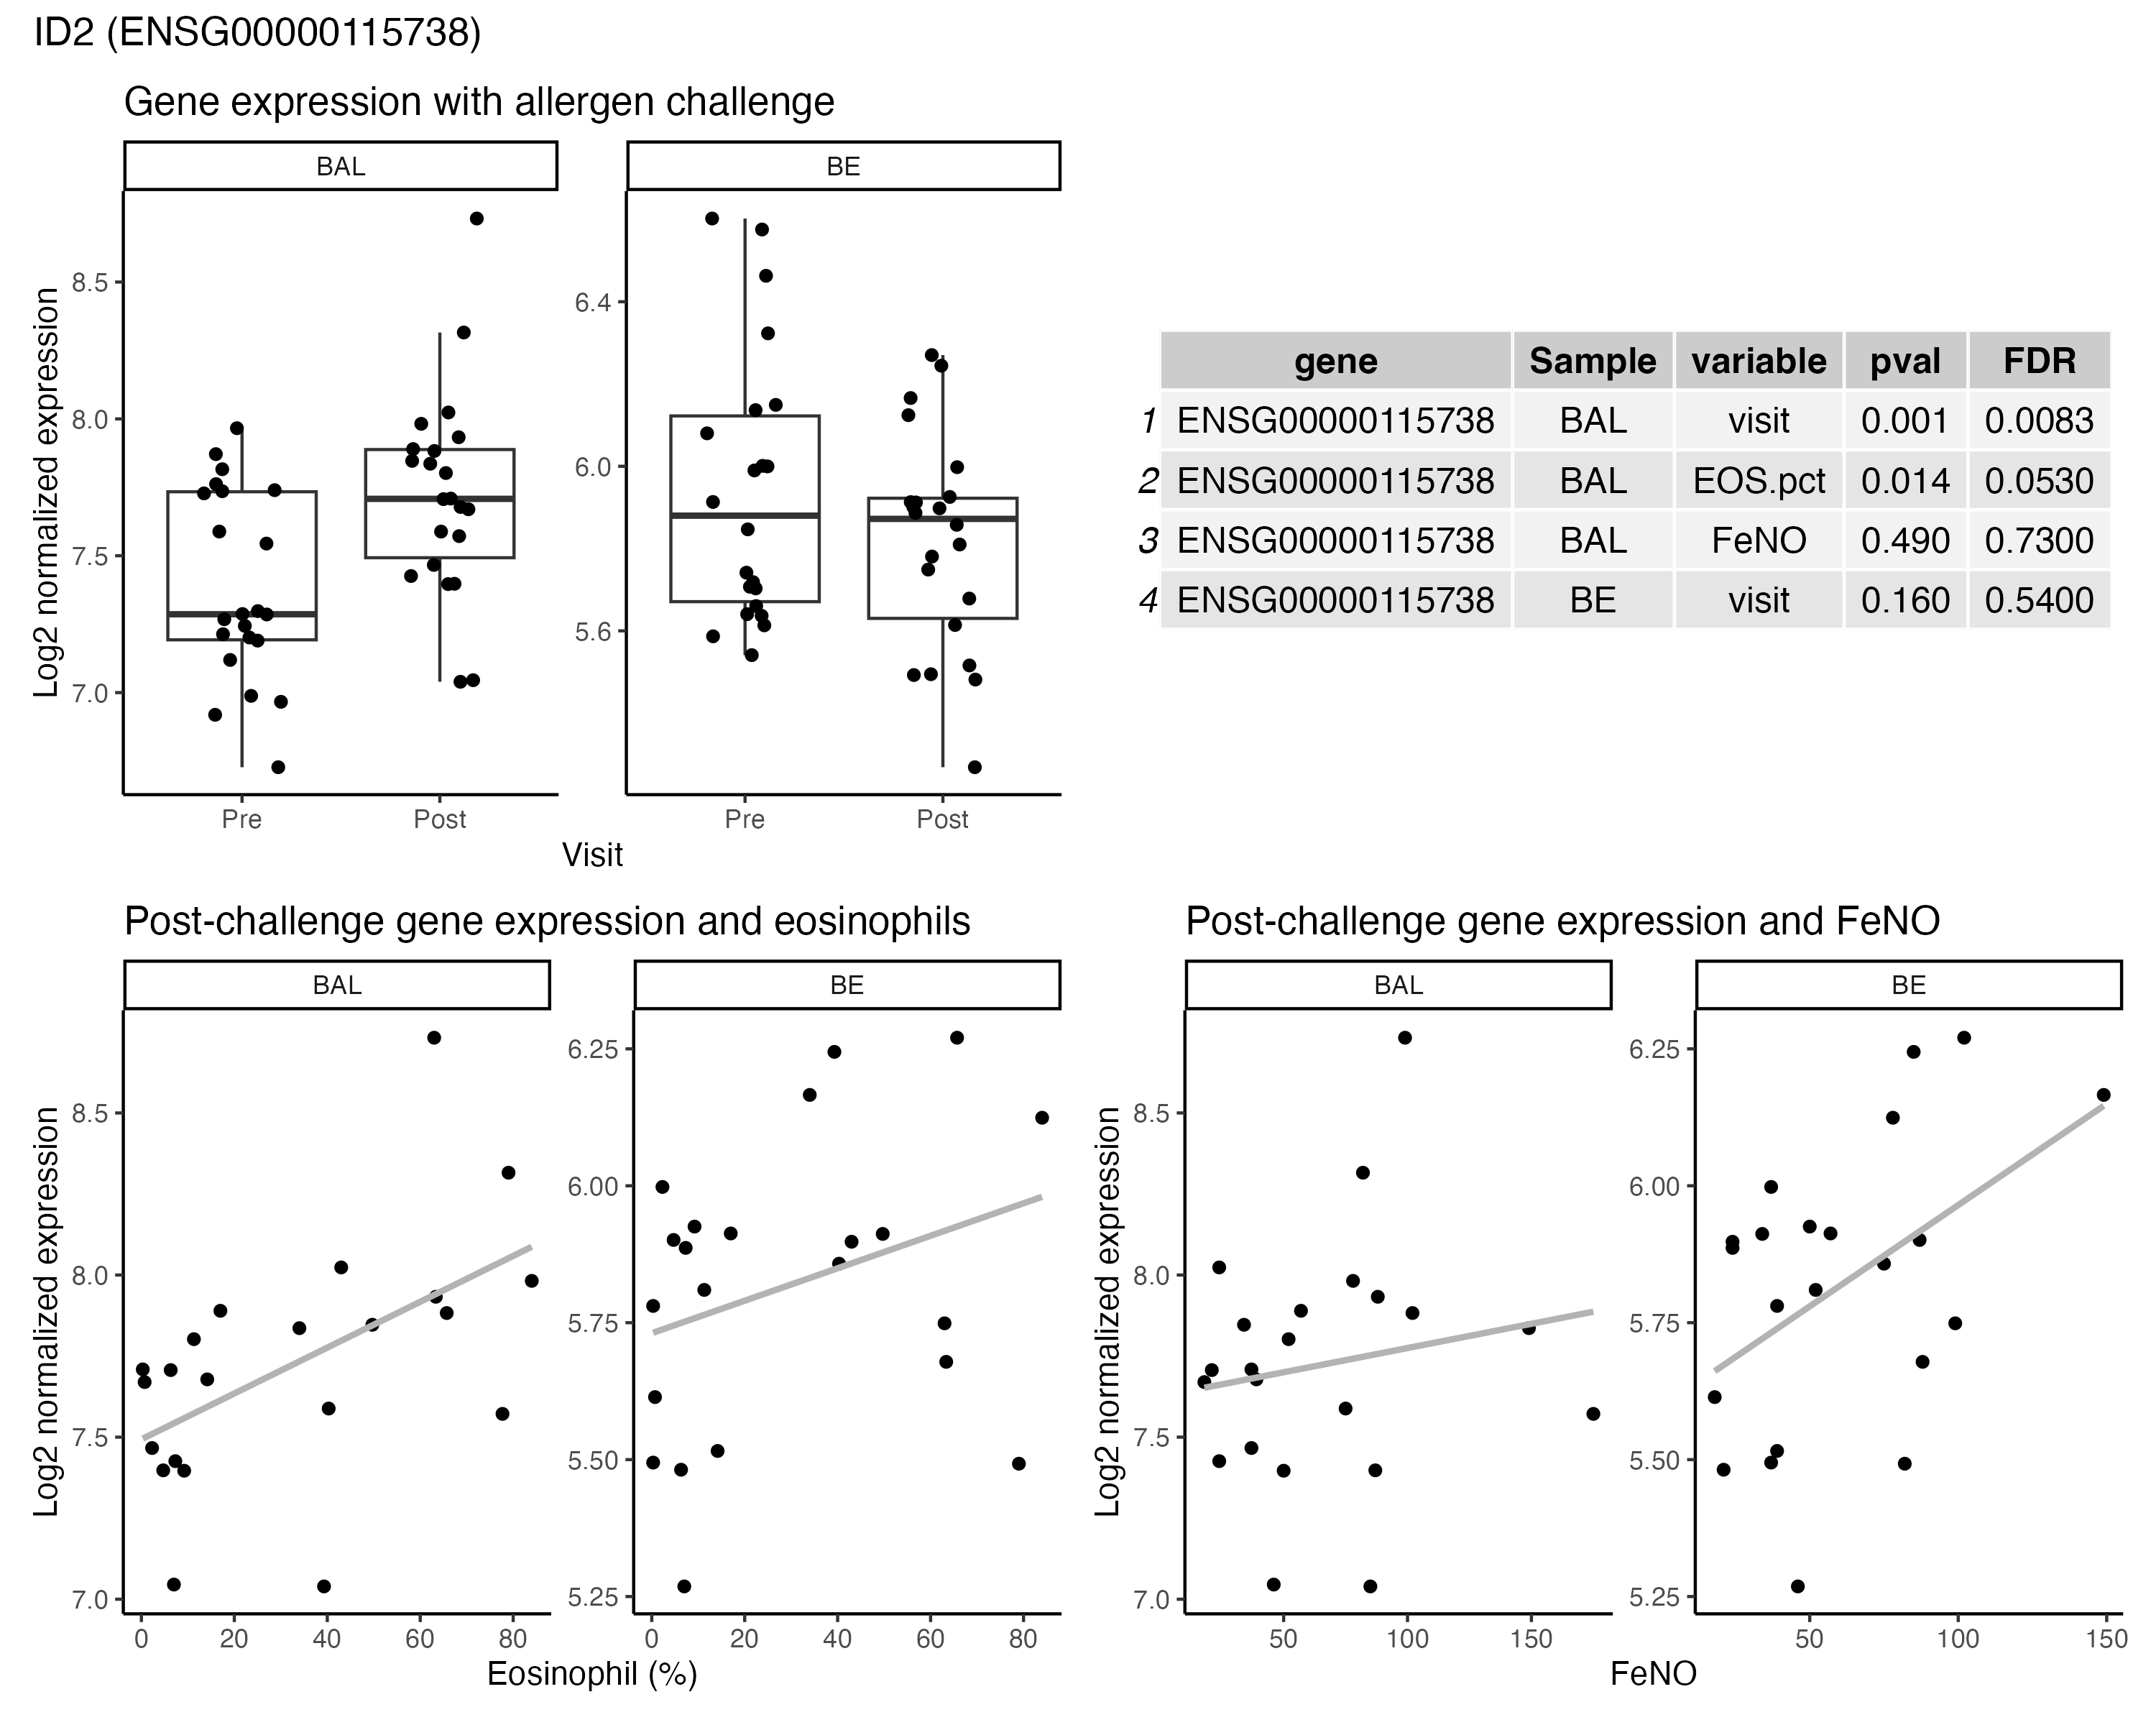 ID2 (ENSG00000115738)
Gene expression with allergen challenge
BAL
BE
Log2 normalized expression
8.5
8.0
7.5
7.0
6.4
6.0
5.6
Pre
Post
Pre
Post
Visit
gene Sample variable pval FDR
1 ENSG00000115738 BAL visit 0.001 0.0083
2 ENSG00000115738 BAL EOS.pct 0.014 0.0530
3 ENSG00000115738 BAL FeNO 0.490 0.7300
4 ENSG00000115738 BE visit 0.160 0.5400
Post-challenge gene expression and eosinophils
BAL
BE
Log2 normalized expression
8.5
8.0
7.5
7.0
6.25
6.00
5.75
5.50
5.25
0 20 40 60 80
0 20 40 60 80
Eosinophil (%)
Post-challenge gene expression and FeNO
BAL
BE
Log2 normalized expression
8.5
8.0
7.5
7.0
6.25
6.00
5.75
5.50
5.25
50 100 150
50 100 150
FeNO